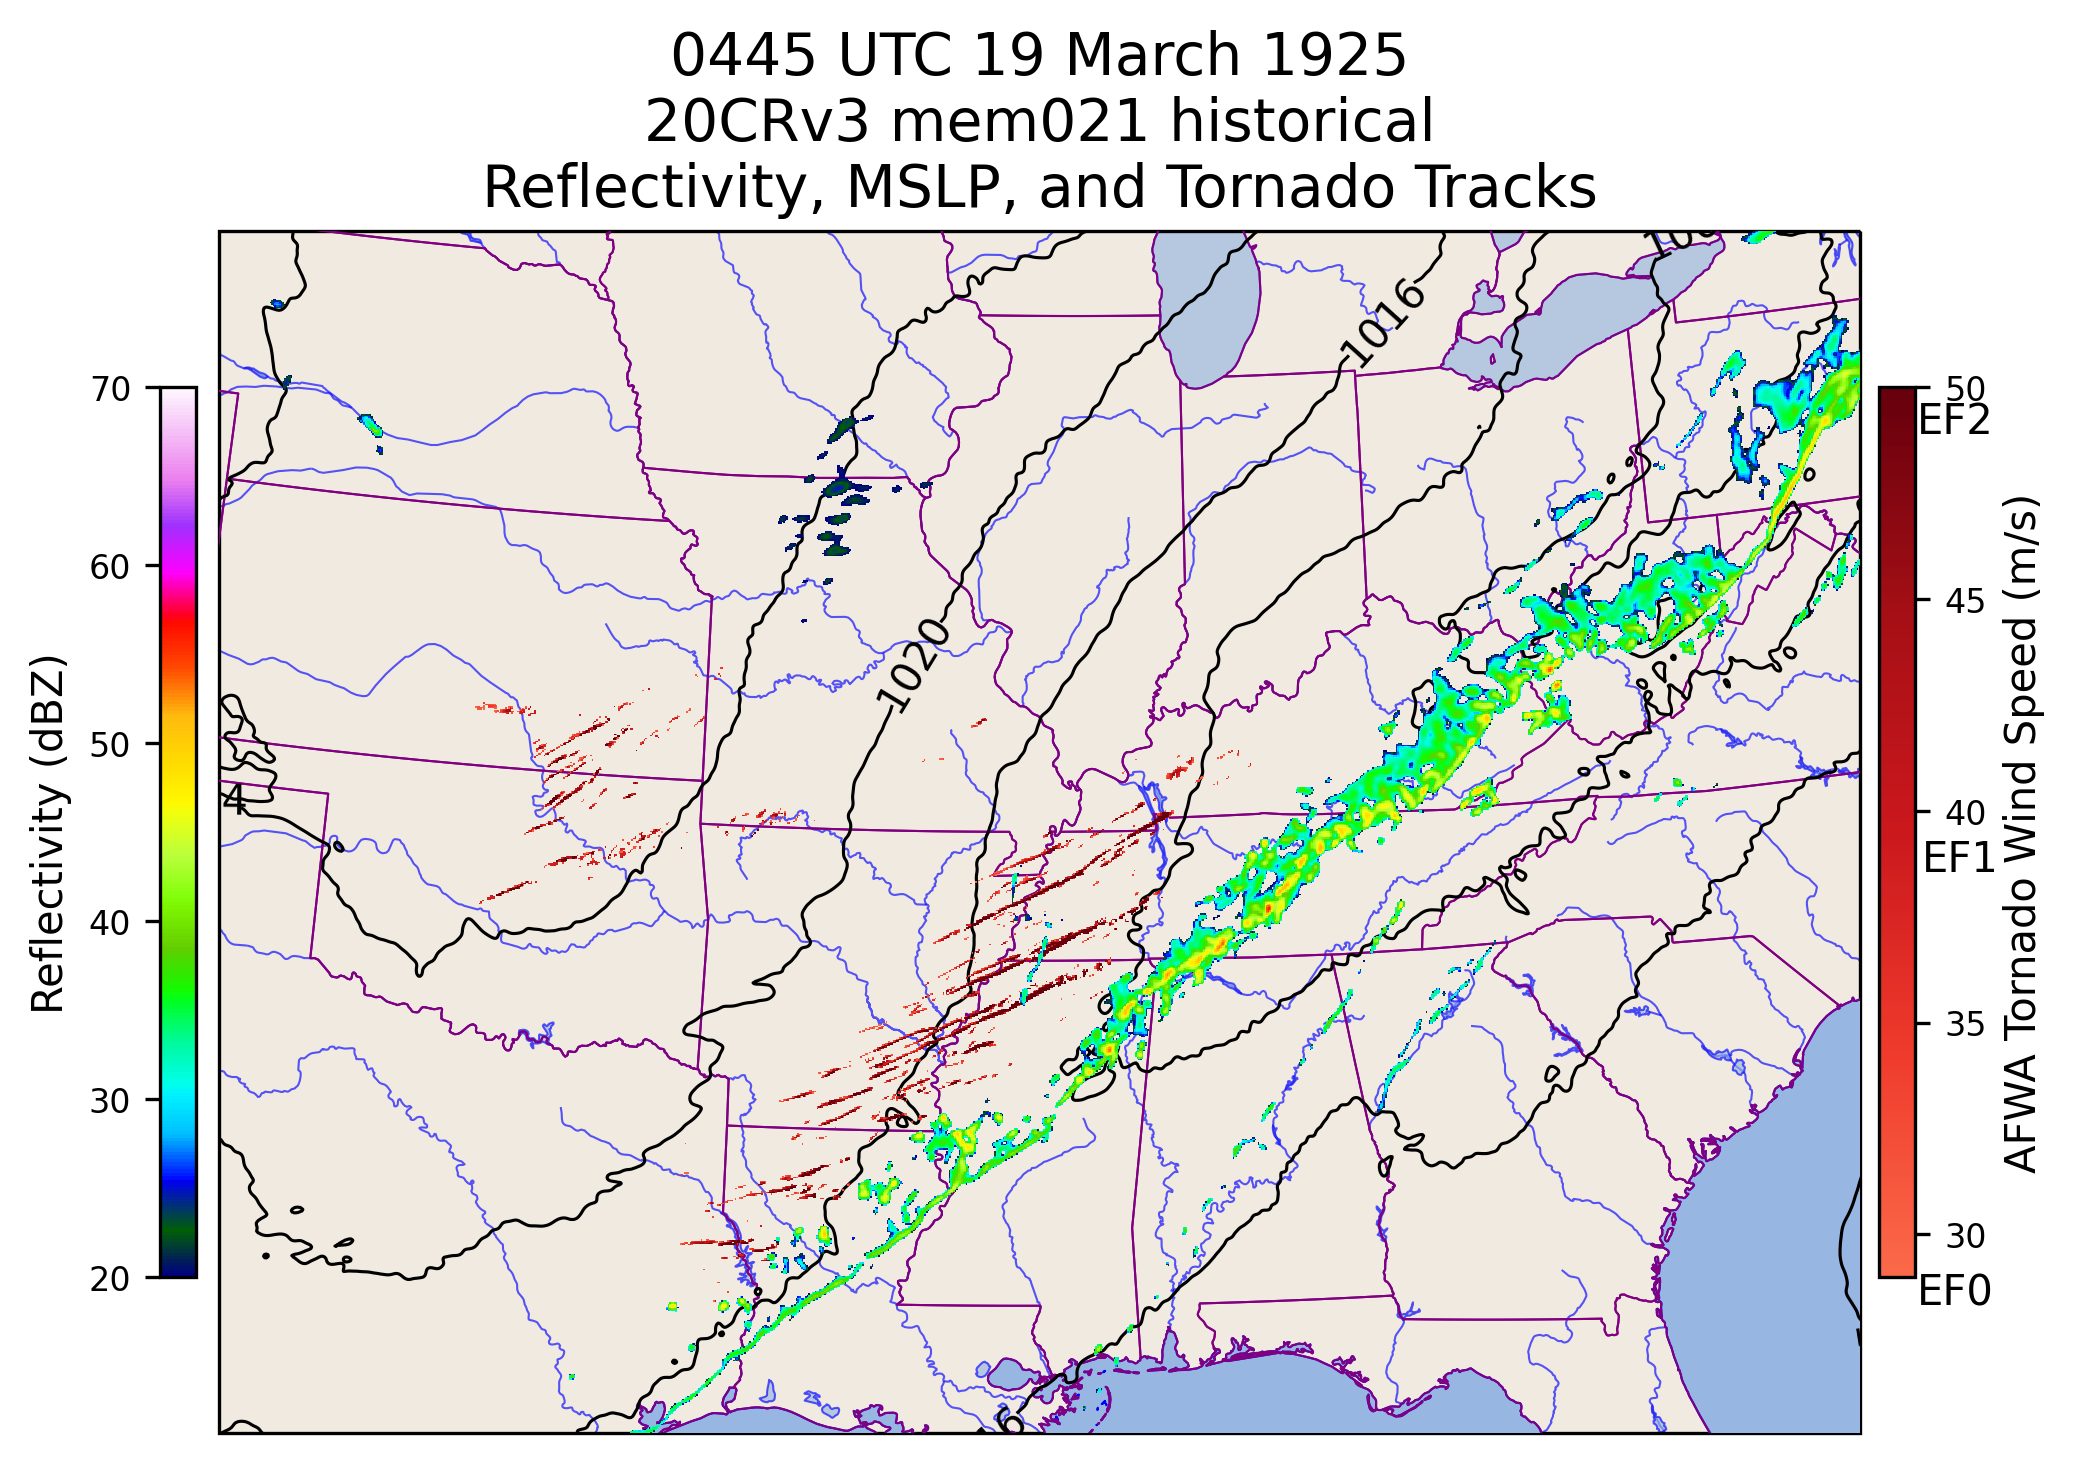 0445 UTC 19 March 1925
20CRv3 mem021 historical
Reflectivity, MSLP, and Tornado Tracks
Reflectivity (dBZ)
70
60
50
40
30
20
1016
1020
4
6
50
EF2
45
40
EF1
35
30
EF0
AFWA Tornado Wind Speed (m/s)